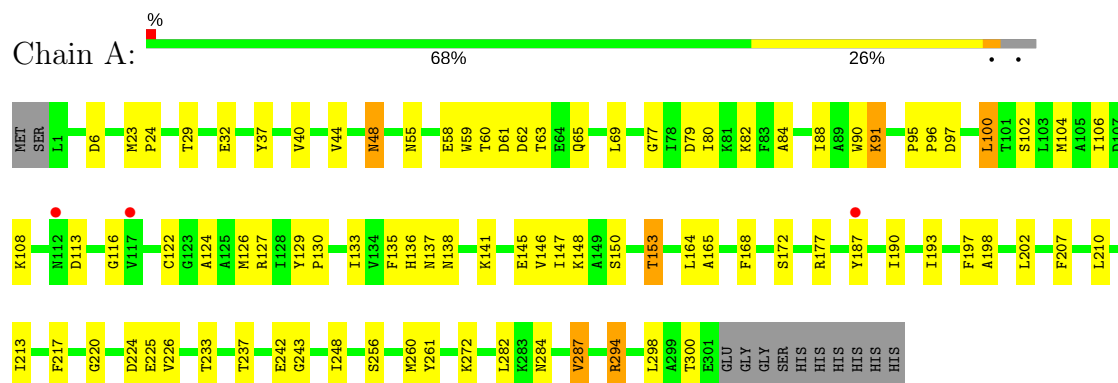 %
Chain A:
68% 26% . .
MET SER L1 D6 M23 P24 T29 E32 Y37 V40 V44 N48 N55 E58 W59 T60 D61 D62 T63 E64 Q65 L69 G77 I78 D79 I80 K81 K82 F83 A84 I88 A89 W90 K91 P95 P96 D97 L100 T101 S102 L103 M104 A105 I106 D107
K108 N112 D113 G116 V117 C122 G123 A124 A125 M126 R127 I128 Y129 P130 I133 V134 F135 H136 N137 N138 K141 E145 V146 I147 K148 A149 S150 T153 L164 A165 F168 S172 R177 Y187 I190 I193 F197 A198 L202 F207 L210
I213 F217 G220 D224 E225 V226 T233 T237 E242 G243 I248 S256 M260 Y261 K272 L282 K283 N284 V287 R294 L298 A299 T300 E301 GLU GLY GLY SER HIS HIS HIS HIS HIS HIS